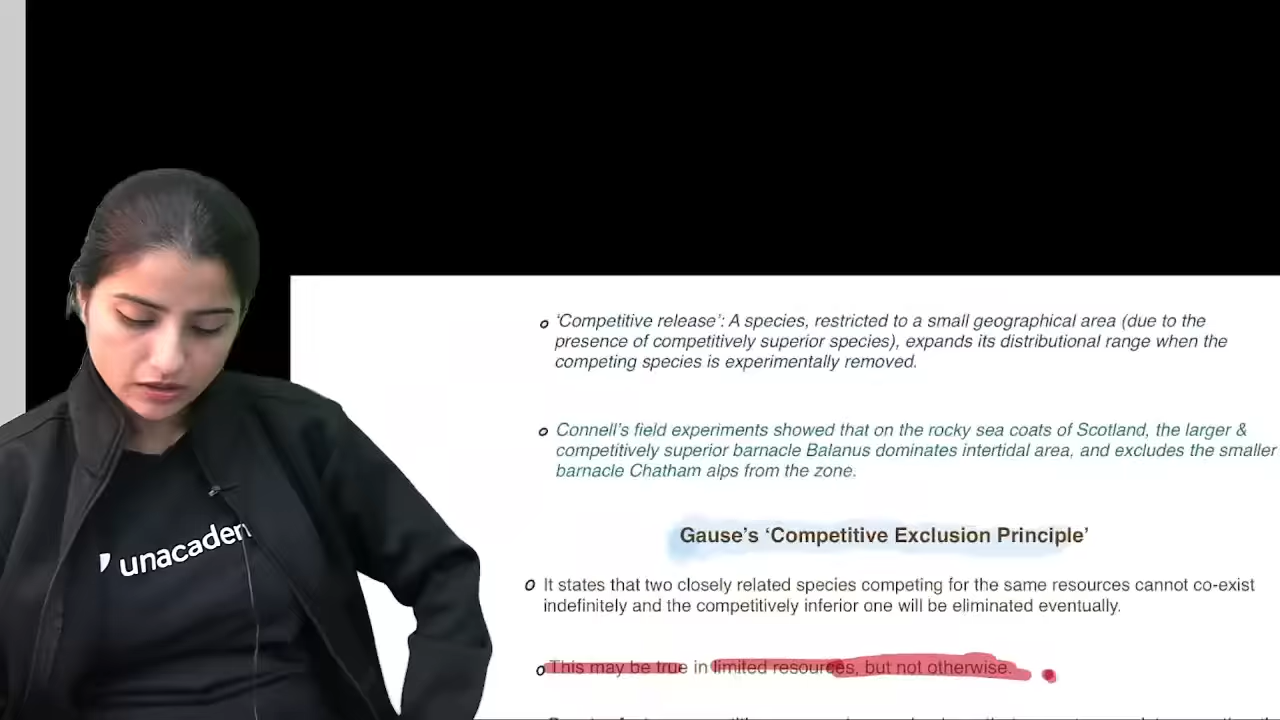 ‘Competitive release’: A species, restricted to a small geographical area (due to the
presence of competitively superior species), expands its distributional range when the
competing species is experimentally removed.
Connell’s field experiments showed that on the rocky sea coats of Scotland, the larger &
competitively superior barnacle Balanus dominates intertidal area, and excludes the smaller
barnacle Chatham alps from the zone.
Gause’s ‘Competitive Exclusion Principle’
It states that two closely related species competing for the same resources cannot co-exist
indefinitely and the competitively inferior one will be eliminated eventually.
This may be true in limited resources, but not otherwise.
unacadem